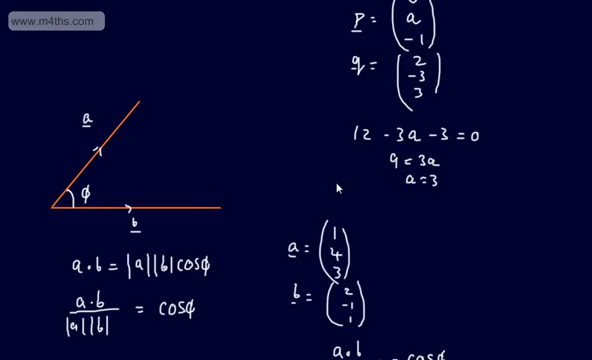 www.m4ths.com
p = ( a -1 )
q = ( 2 -3 3 )
12 - 3a - 3 = 0
9 = 3a
a = 3
a
φ
b
a · b = |a||b| cosφ
a · b / |a||b| = cosφ
a = ( 1 4 3 )
b = ( 2 -1 1 )
a · b
= cosφ